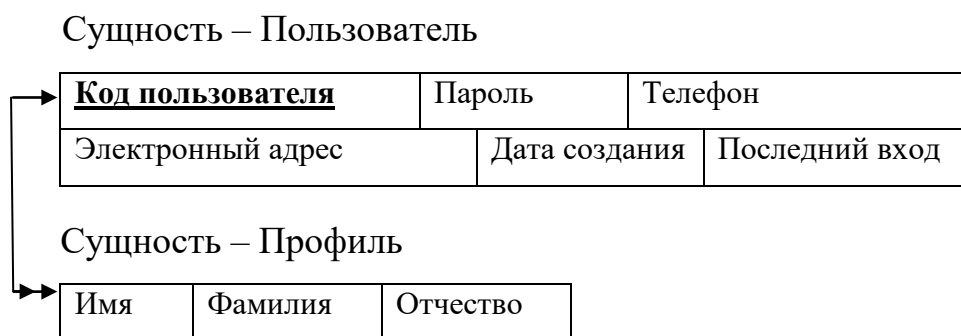 Сущность – Пользователь
Код пользователя Пароль Телефон
Электронный адрес Дата создания Последний вход
Сущность – Профиль
Имя Фамилия Отчество